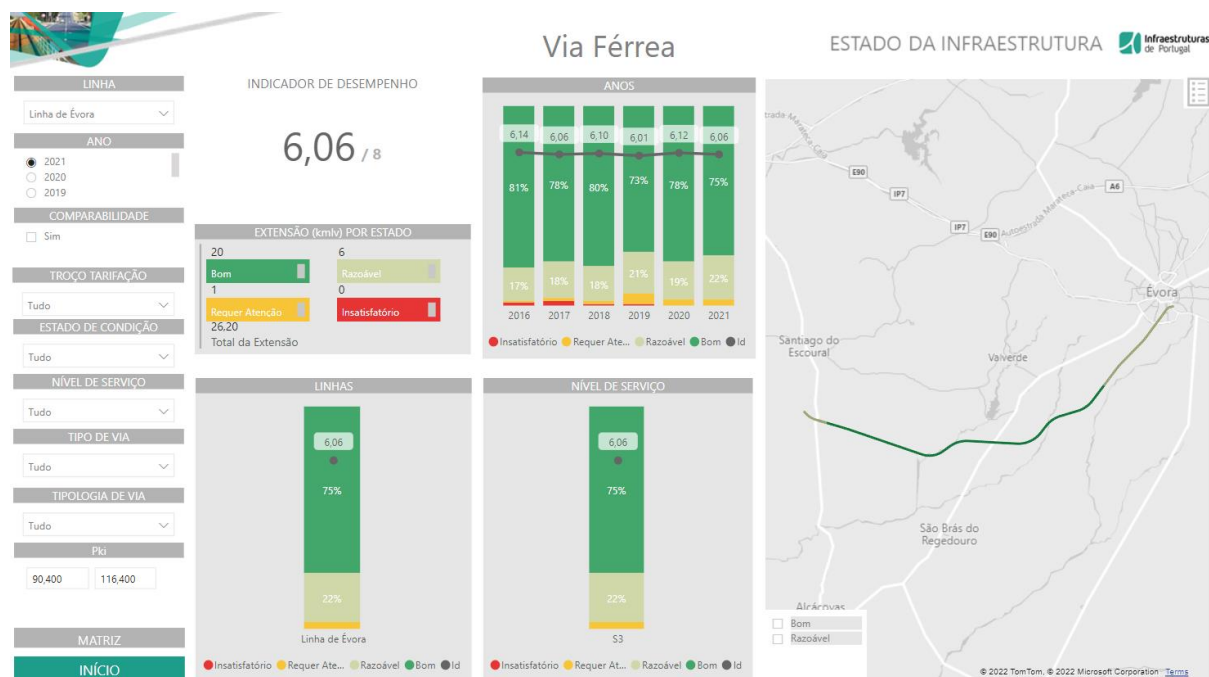 Via Férrea
ESTADO DA INFRAESTRUTURA
Infraestruturas
de Portugal
LINHA
Linha de Évora
ANO
2021
2020
2019
COMPARABILIDADE
Sim
TROÇO TARIFAÇÃO
Tudo
ESTADO DE CONDIÇÃO
Tudo
NÍVEL DE SERVIÇO
Tudo
TIPO DE VIA
Tudo
TIPOLOGIA DE VIA
Tudo
Pki
90,400 116,400
MATRIZ
INÍCIO
INDICADOR DE DESEMPENHO
6,06 / 8
EXTENSÃO (kmlv) POR ESTADO
20 6
Bom Razoável
1 0
Requer Atenção Insatisfatório
26,20
Total da Extensão
ANOS
6,14 6,06 6,10 6,01 6,12 6,06
81% 78% 80% 73% 78% 75%
17% 18% 18% 21% 19% 22%
2016 2017 2018 2019 2020 2021
Insatisfatório Requer Ate... Razoável Bom Id
LINHAS
6,06
75%
22%
Linha de Évora
Insatisfatório Requer Ate... Razoável Bom Id
NÍVEL DE SERVIÇO
6,06
75%
22%
S3
Insatisfatório Requer At... Razoável Bom Id
E90
IP7
A6
IP7
E90
Autoestrada Marateca-Caia
Évora
Santiago do
Escoural
Valverde
São Brás do
Regedouro
Alcáçovas
Bom
Razoável
© 2022 TomTom, © 2022 Microsoft Corporation Terms